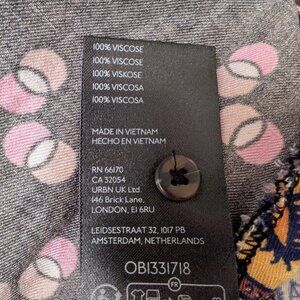 100% VISCOSE
100% VISCOSE
100% VISKOSE
100% VISCOSA
100% VISCOSA
MADE IN VIETNAM
HECHO EN VIETNAM
RN 66170
CA 32054
URBN UK Ltd
146 Brick Lane,
LONDON, E1 6RU
LEIDSESTRAAT 32, 1017 PB
AMSTERDAM, NETHERLANDS
OB1331718
FR